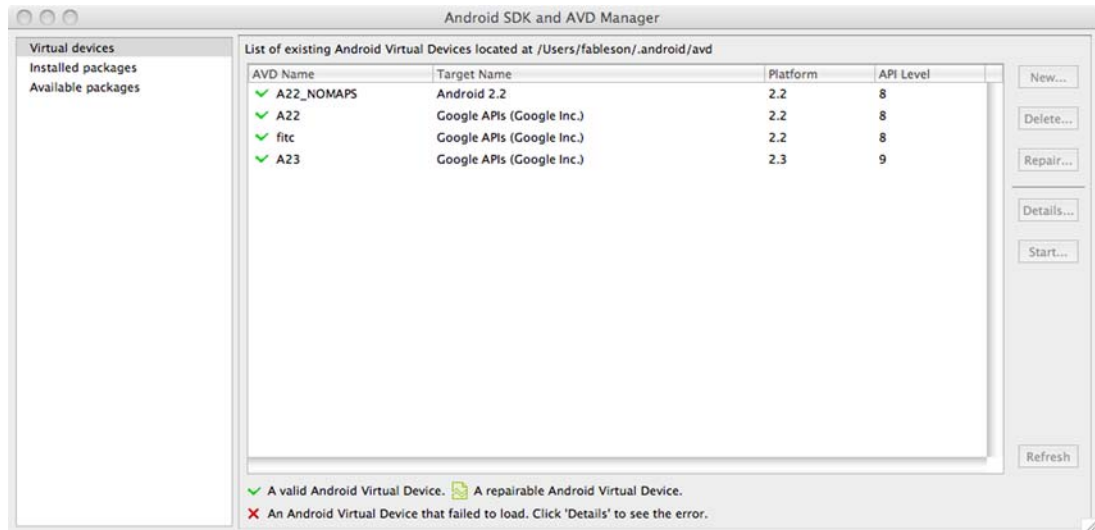 Android SDK and AVD Manager
Virtual devices
Installed packages
Available packages
List of existing Android Virtual Devices located at /Users/fableson/.android/avd
AVD Name Target Name Platform API Level
A22_NOMAPS Android 2.2 2.2 8
A22 Google APIs (Google Inc.) 2.2 8
fitc Google APIs (Google Inc.) 2.2 8
A23 Google APIs (Google Inc.) 2.3 9
New...
Delete...
Repair...
Details...
Start...
Refresh
A valid Android Virtual Device. A repairable Android Virtual Device.
An Android Virtual Device that failed to load. Click 'Details' to see the error.